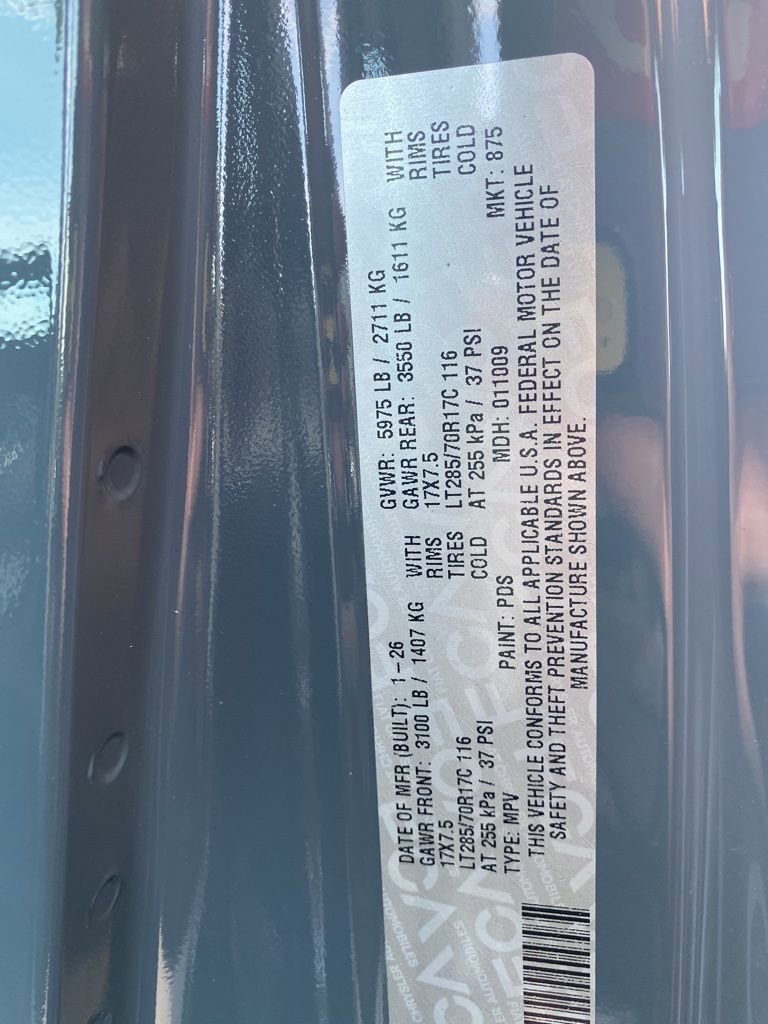 DATE OF MFR (BUILT): 1-26 GVWR: 5975 LB / 2711 KG
GAWR FRONT: 3100 LB / 1407 KG WITH GAWR REAR: 3550 LB / 1611 KG WITH
17X7.5 RIMS 17X7.5 RIMS
LT285/70R17C 116 TIRES LT285/70R17C 116 TIRES
AT 255 kPa / 37 PSI COLD AT 255 kPa / 37 PSI COLD
TYPE: MPV PAINT: PDS MDH: 011009 MKT: 875
THIS VEHICLE CONFORMS TO ALL APPLICABLE U.S.A. FEDERAL MOTOR VEHICLE
SAFETY AND THEFT PREVENTION STANDARDS IN EFFECT ON THE DATE OF
MANUFACTURE SHOWN ABOVE.